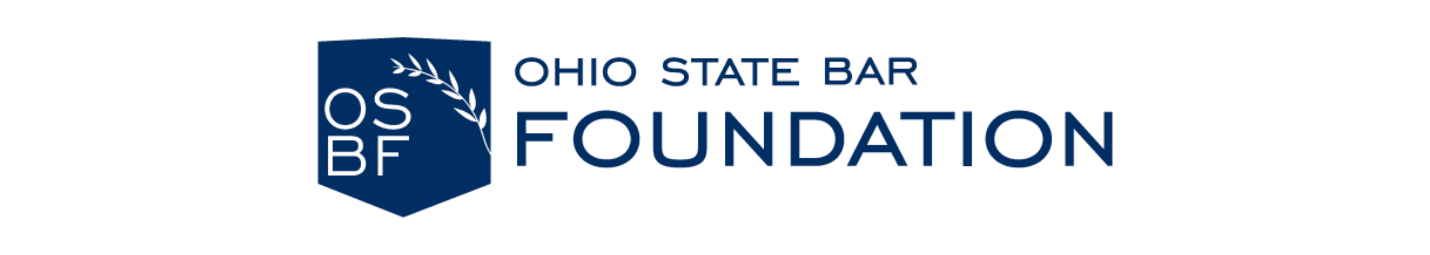 OS
BF
OHIO STATE BAR
FOUNDATION